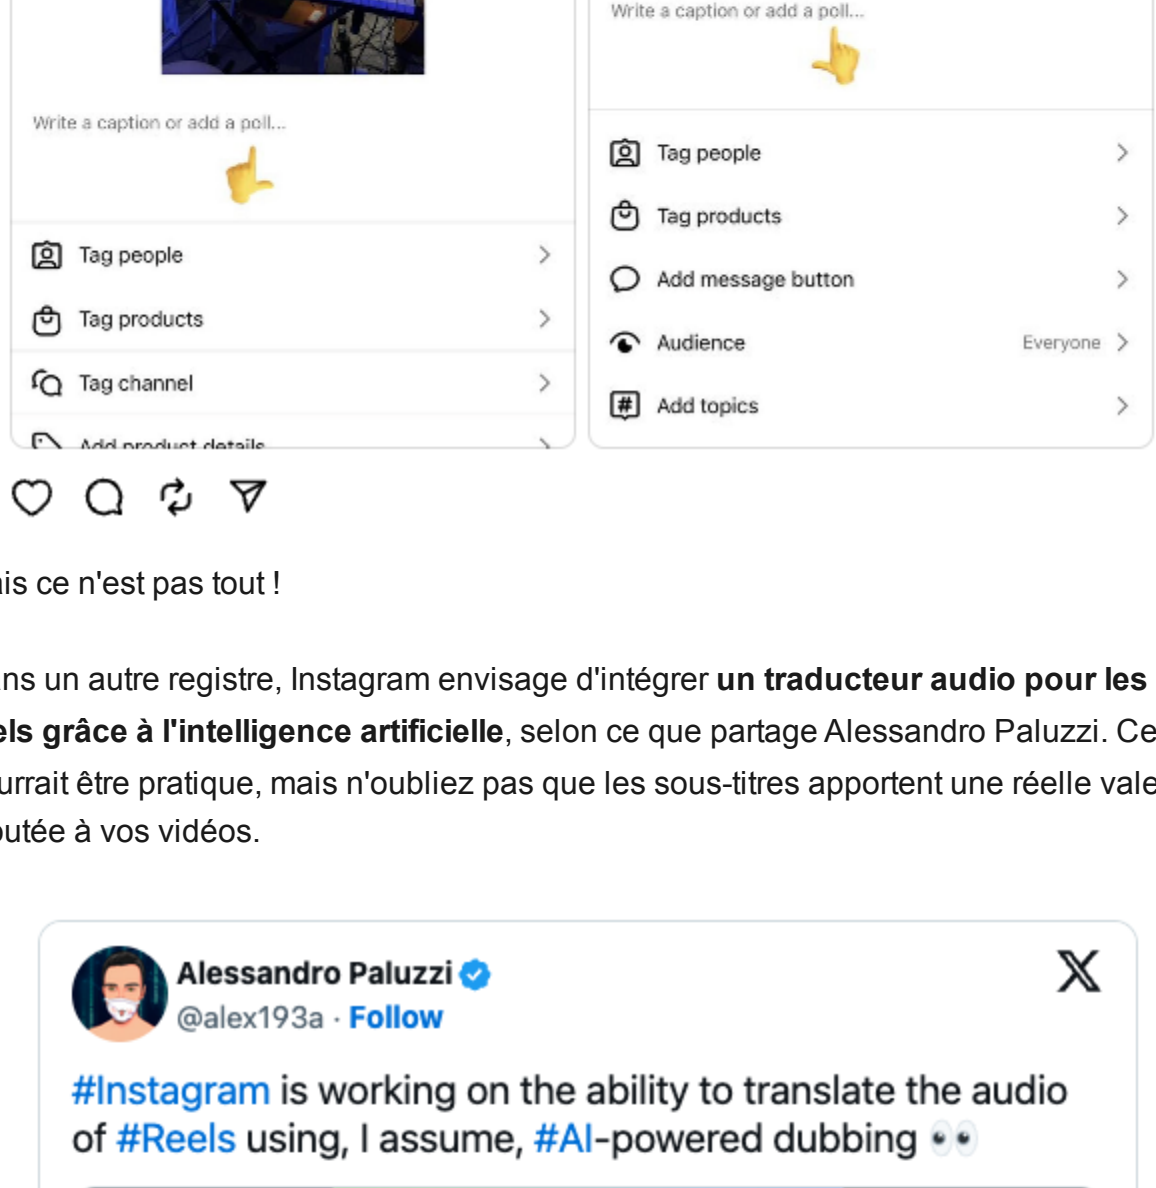 Write a caption or add a poll...
Tag people
Tag products
Tag channel
Add product details
Write a caption or add a poll...
Tag people
Tag products
Add message button
Audience Everyone
Add topics
is ce n'est pas tout !
ns un autre registre, Instagram envisage d'intégrer un traducteur audio pour les
els grâce à l'intelligence artificielle, selon ce que partage Alessandro Paluzzi. Ce
urrait être pratique, mais n'oubliez pas que les sous-titres apportent une réelle vale
outée à vos vidéos.
Alessandro Paluzzi
@alex193a · Follow
#Instagram is working on the ability to translate the audio
of #Reels using, I assume, #AI-powered dubbing 👀